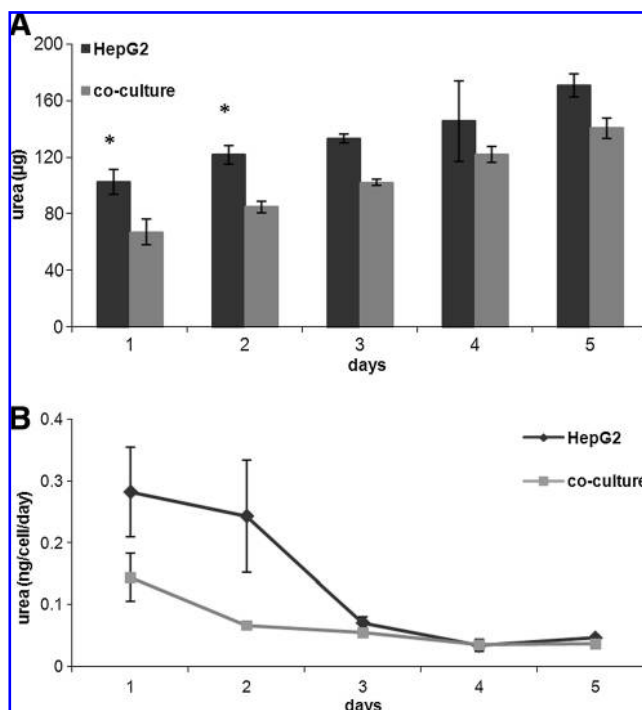 A
HepG2
co-culture
* *
urea (µg)
200
160
120
80
40
0
1 2 3 4 5
days
B
HepG2
co-culture
urea (ng/cell/day)
0.4
0.3
0.2
0.1
0
1 2 3 4 5
days